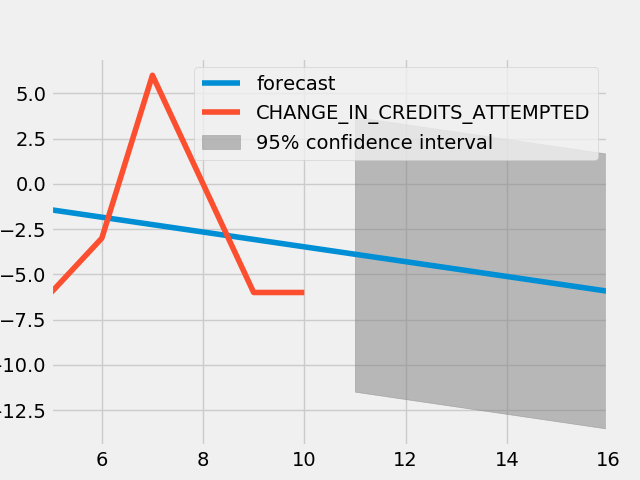 forecast
CHANGE_IN_CREDITS_ATTEMPTED
95% confidence interval
5.0
2.5
0.0
−2.5
−5.0
−7.5
-10.0
-12.5
6 8 10 12 14 16